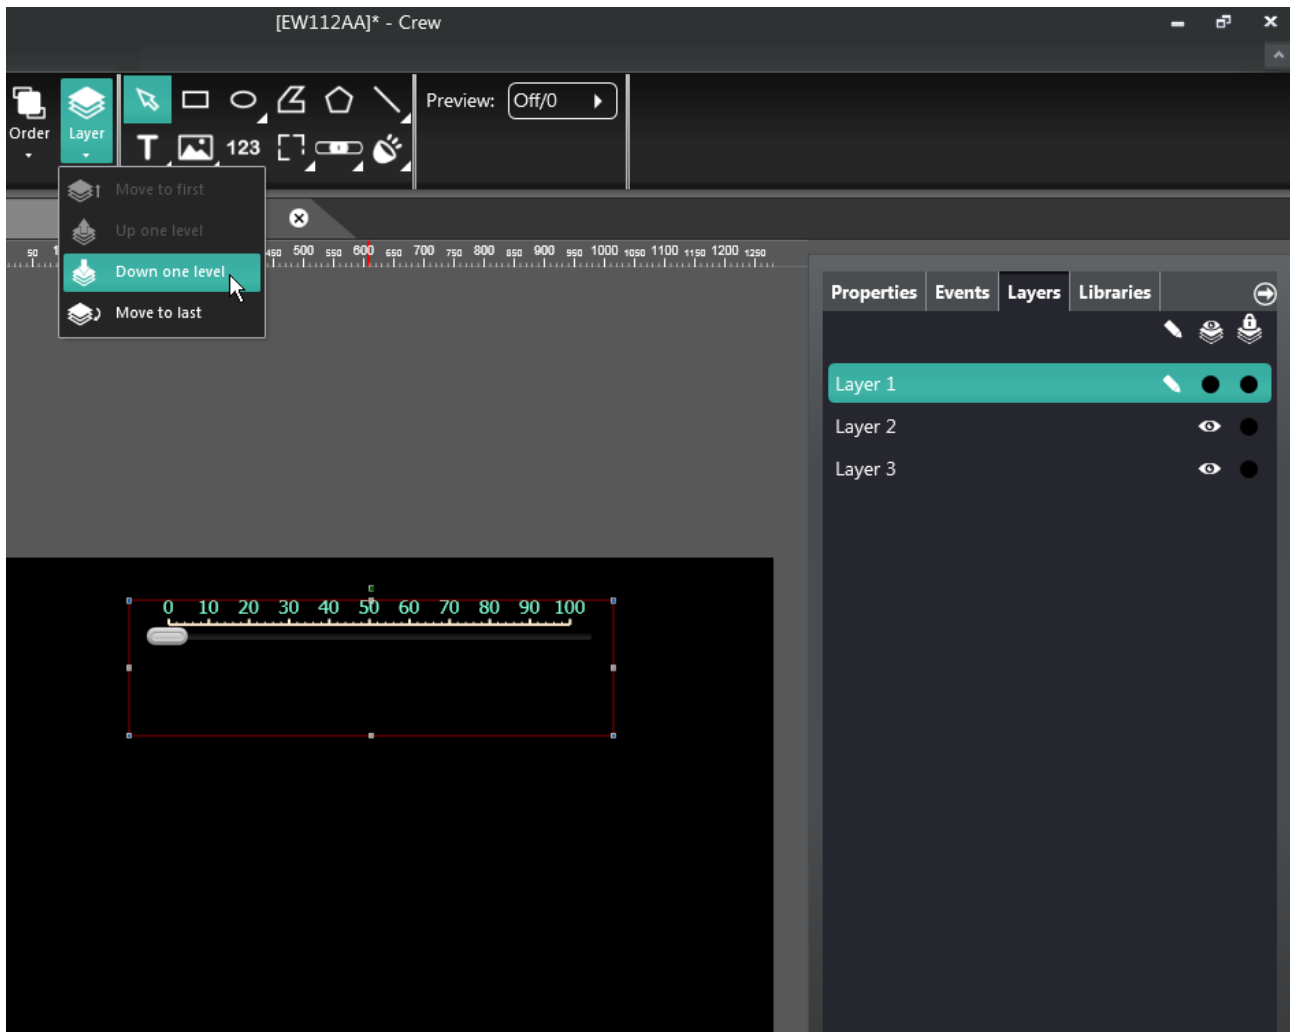 [EW112AA]* - Crew
Order
Layer
Preview:
Off/0
T
123
Move to first
Up one level
Down one level
Move to last
50 1
450 500 550 600 650 700 750 800 850 900 950 1000 1050 1100 1150 1200 1250
Properties Events Layers Libraries
Layer 1
Layer 2
Layer 3
0 10 20 30 40 50 60 70 80 90 100